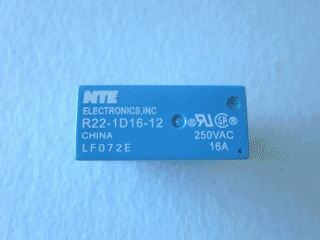 NTE
ELECTRONICS,INC
R22-1D16-12
CHINA
LF072E
250VAC
16A